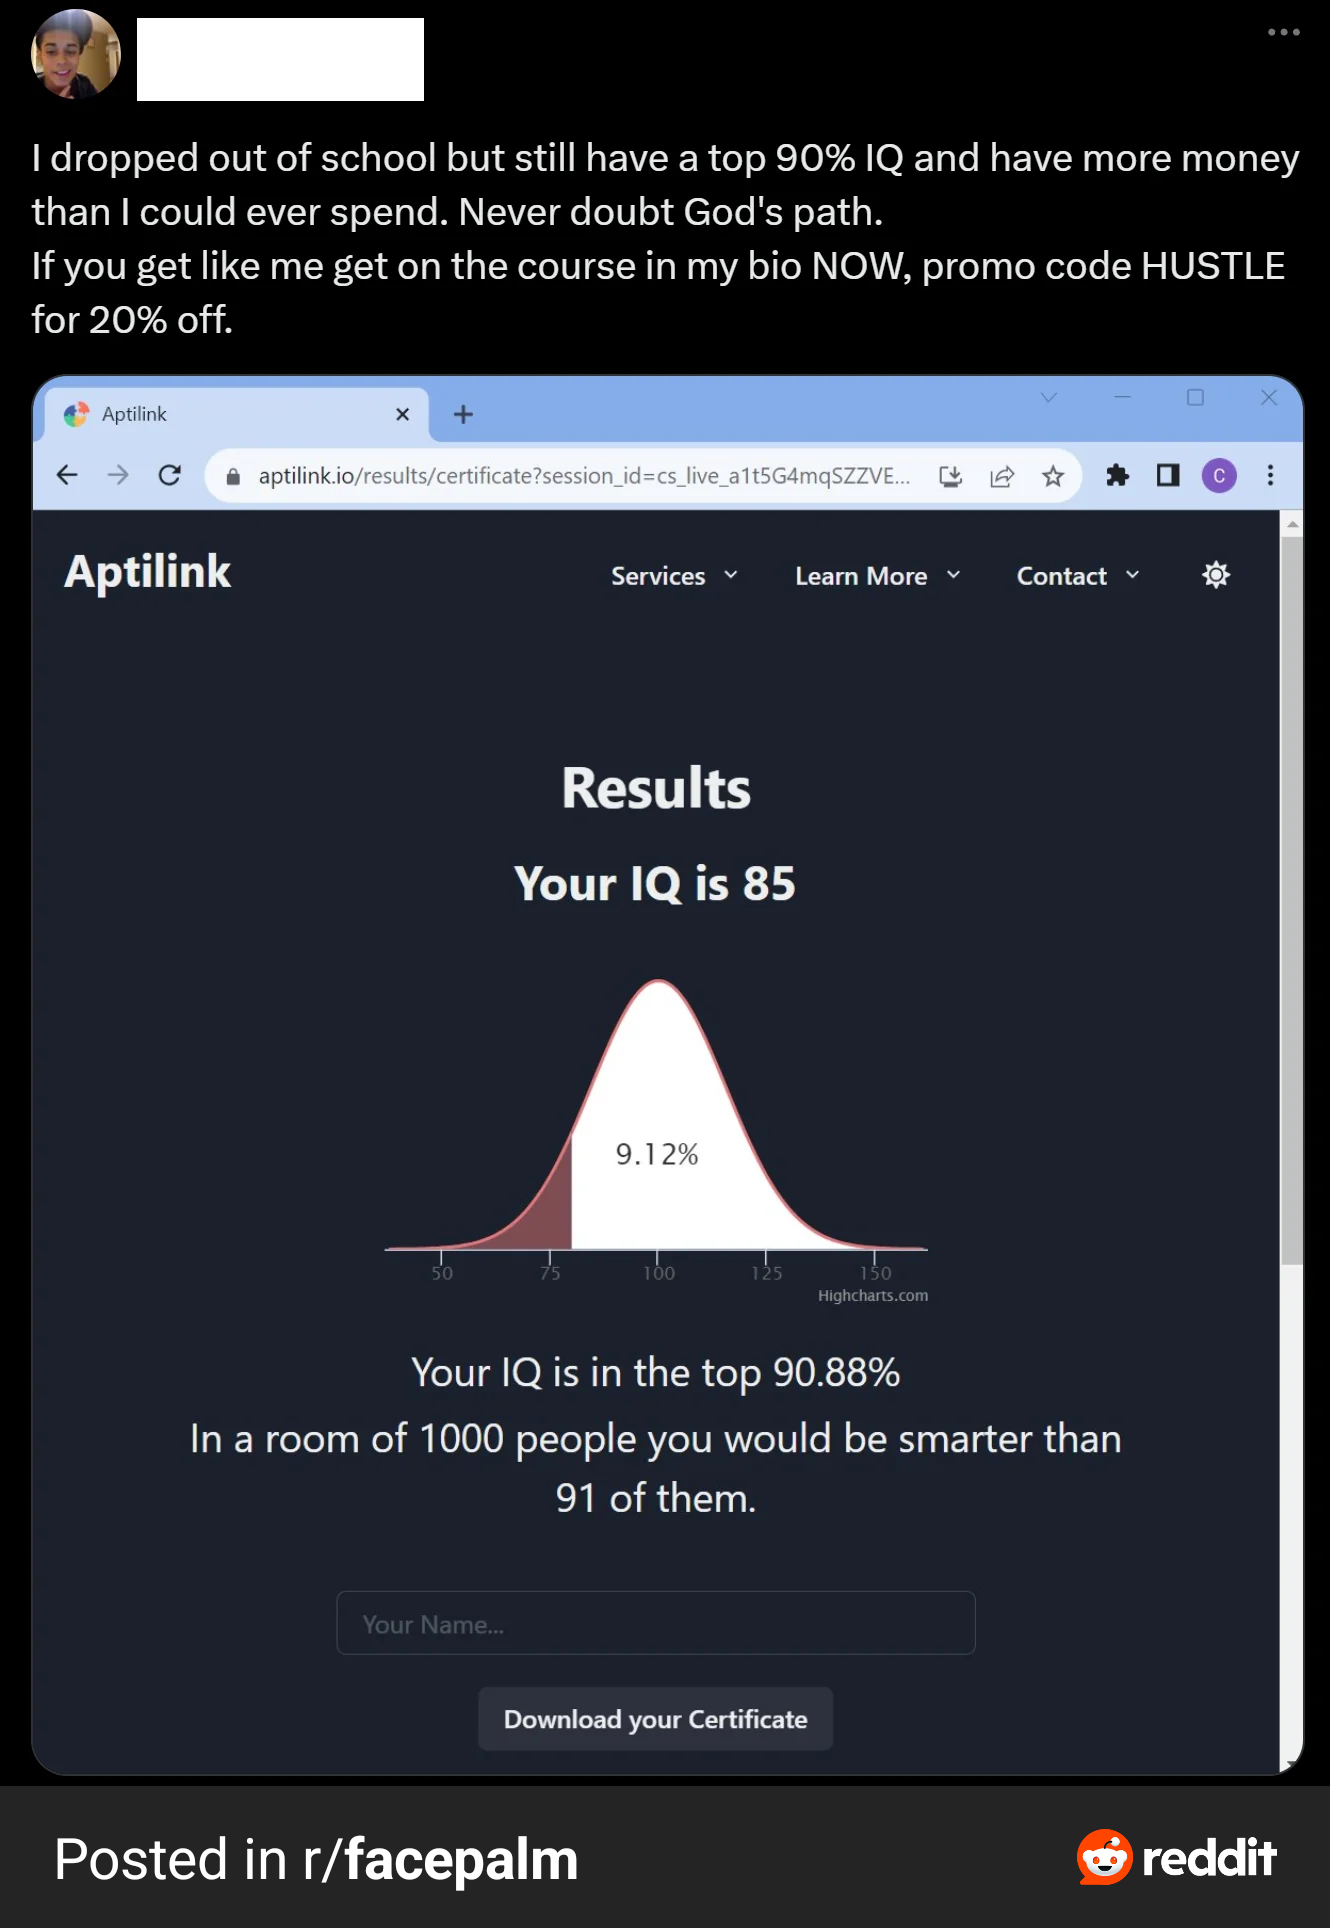 I dropped out of school but still have a top 90% IQ and have more money
than I could ever spend. Never doubt God's path.
If you get like me get on the course in my bio NOW, promo code HUSTLE
for 20% off.
Aptilink
aptilink.io/results/certificate?session_id=cs_live_a1t5G4mqSZZVE...
C
Aptilink
Services
Learn More
Contact
Results
Your IQ is 85
9.12%
50 75 100 125 150
Highcharts.com
Your IQ is in the top 90.88%
In a room of 1000 people you would be smarter than
91 of them.
Your Name...
Download your Certificate
Posted in r/facepalm
reddit